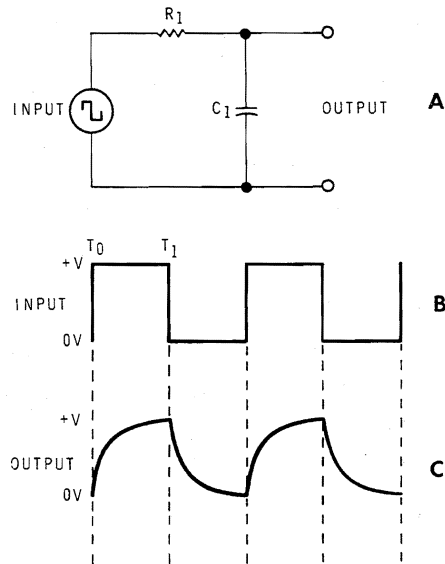 R1
INPUT
C1
OUTPUT
A
T0 T1
+V
INPUT
B
0V
+V
OUTPUT
C
0V